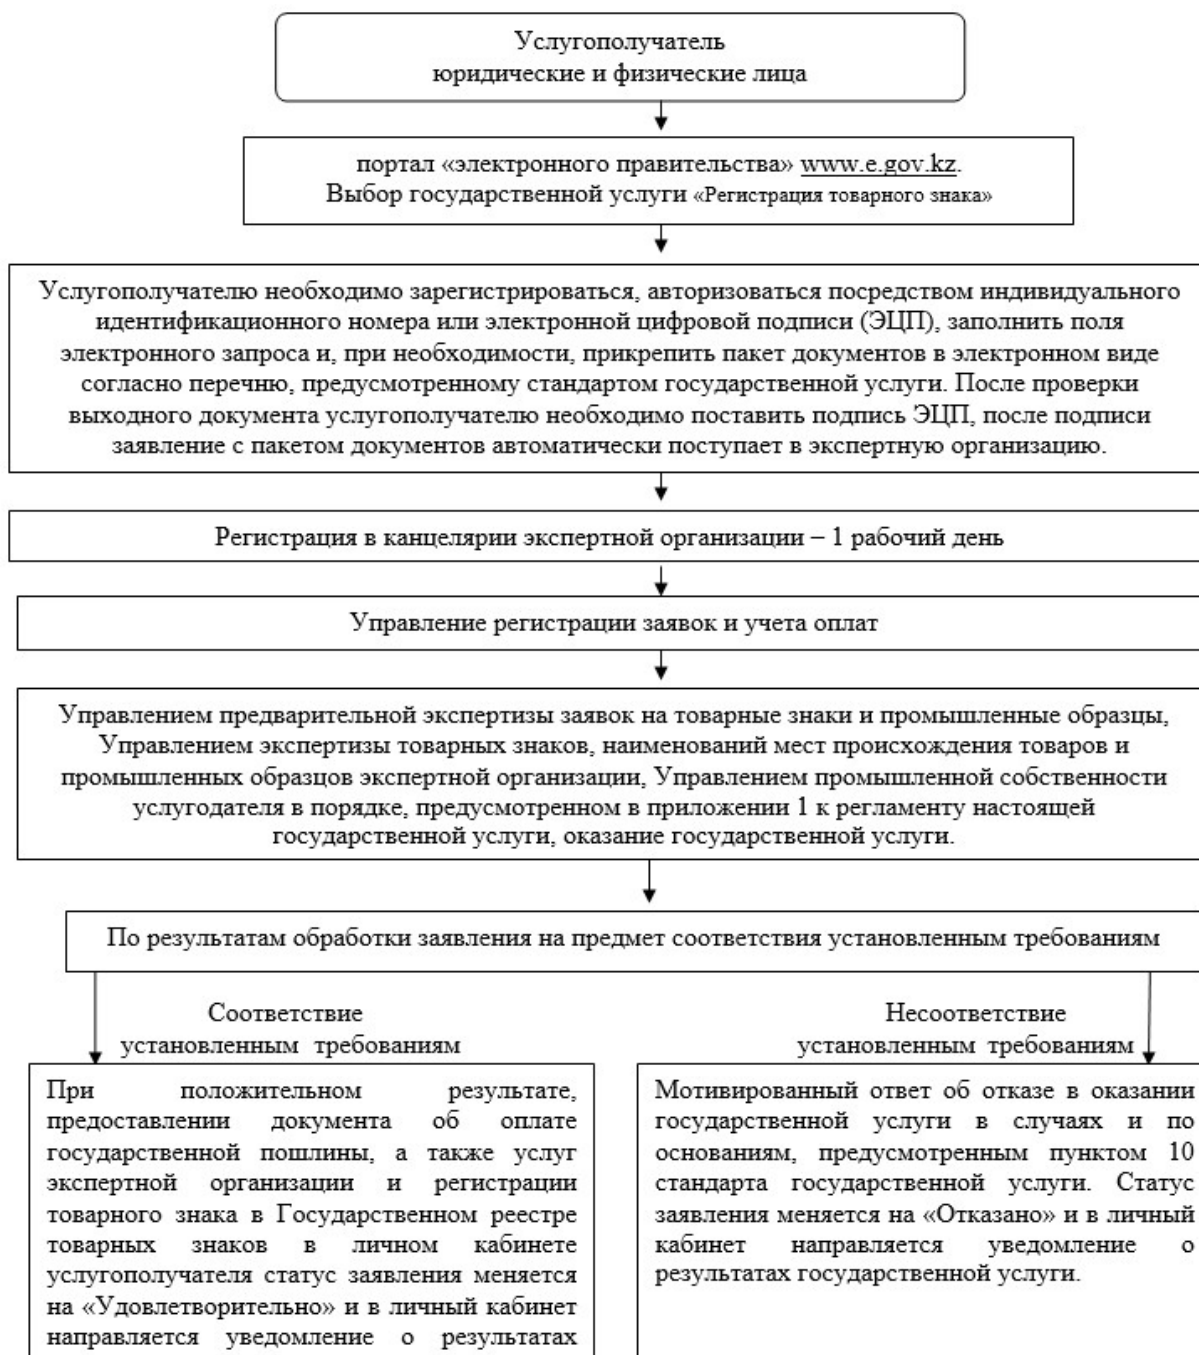 Услугополучатель
юридические и физические лица
портал «электронного правительства» www.e.gov.kz.
Выбор государственной услуги «Регистрация товарного знака»
Услугополучателю необходимо зарегистрироваться, авторизоваться посредством индивидуального
идентификационного номера или электронной цифровой подписи (ЭЦП), заполнить поля
электронного запроса и, при необходимости, прикрепить пакет документов в электронном виде
согласно перечню, предусмотренному стандартом государственной услуги. После проверки
выходного документа услугополучателю необходимо поставить подпись ЭЦП, после подписи
заявление с пакетом документов автоматически поступает в экспертную организацию.
Регистрация в канцелярии экспертной организации – 1 рабочий день
Управление регистрации заявок и учета оплат
Управлением предварительной экспертизы заявок на товарные знаки и промышленные образцы,
Управлением экспертизы товарных знаков, наименований мест происхождения товаров и
промышленных образцов экспертной организации, Управлением промышленной собственности
услугодателя в порядке, предусмотренном в приложении 1 к регламенту настоящей
государственной услуги, оказание государственной услуги.
По результатам обработки заявления на предмет соответствия установленным требованиям
Соответствие
установленным требованиям
Несоответствие
установленным требованиям
При положительном результате,
предоставлении документа об оплате
государственной пошлины, а также услуг
экспертной организации и регистрации
товарного знака в Государственном реестре
товарных знаков в личном кабинете
услугополучателя статус заявления меняется
на «Удовлетворительно» и в личный кабинет
направляется уведомление о результатах
Мотивированный ответ об отказе в оказании
государственной услуги в случаях и по
основаниям, предусмотренным пунктом 10
стандарта государственной услуги. Статус
заявления меняется на «Отказано» и в личный
кабинет направляется уведомление о
результатах государственной услуги.